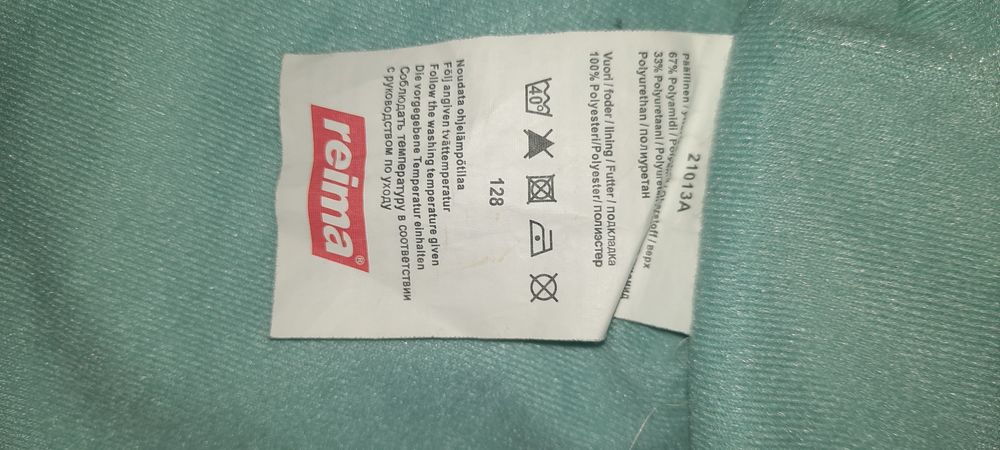 21013A
67% Polyamidi /
33% Polyuretaani / 
Polyurethan / полиуретан
Vuori / foder / lining / Futter / подкладка
100% Polyesteri/Polyester/полиэстер
40°
128
Noudata ohjelämpötilaa
Följ angiven tvättemperatur
Follow the washing temperature given
Die vorgegebene Temperatur einhalten
Соблюдать температуру в соответствии
с руководством по уходу
reima®